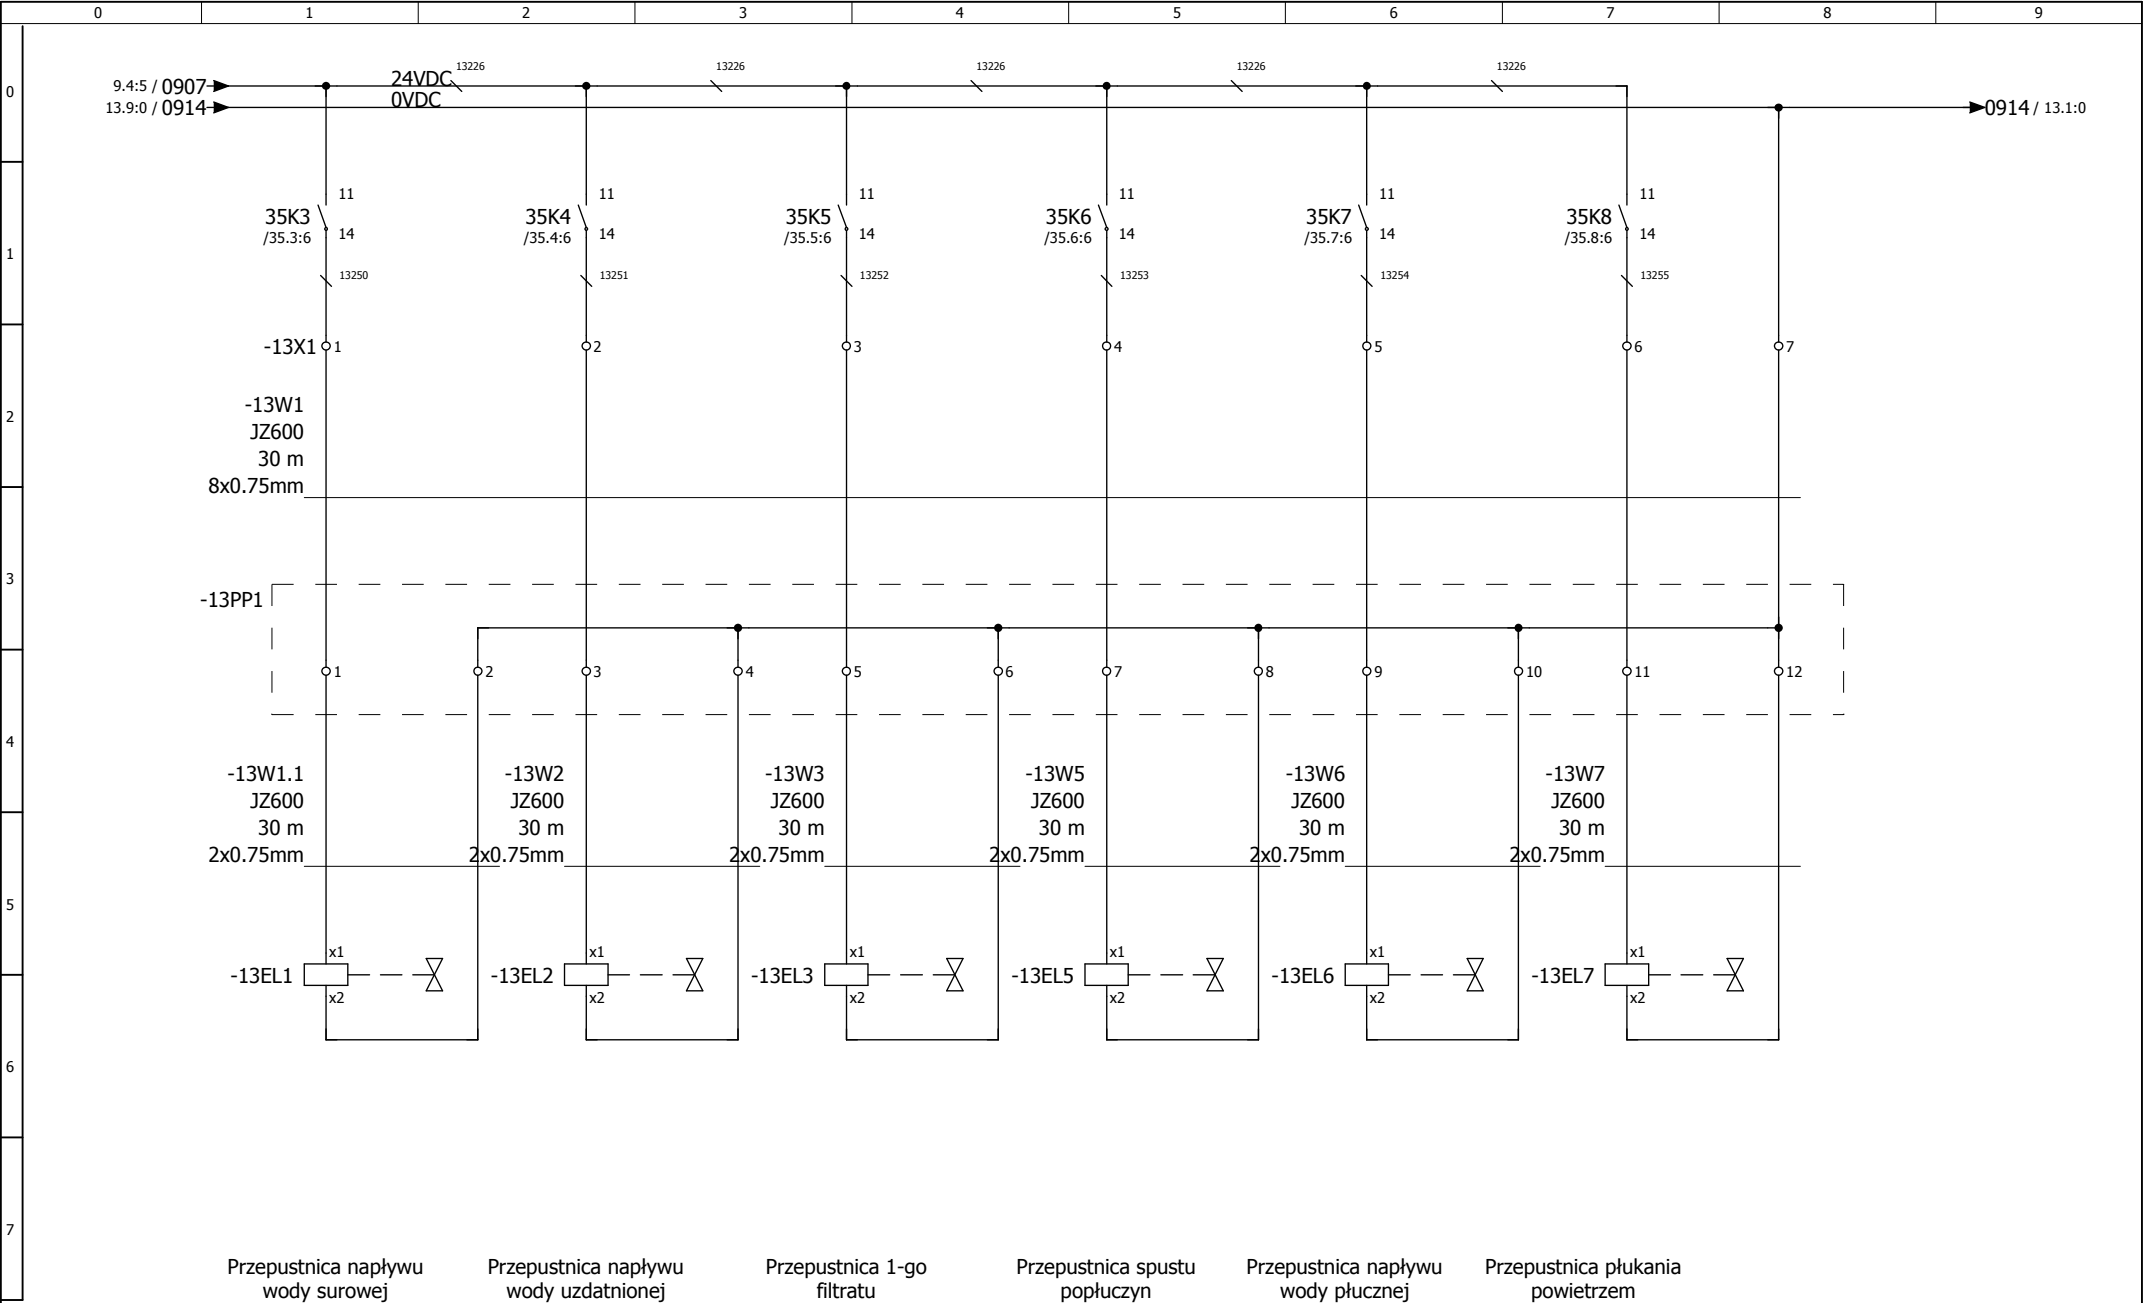 0 1 2 3 4 5 6 7 8 9
13226 13226 13226 13226 13226
9.4:5 / 0907 24VDC
0
13.9:0 / 0914 0VDC 0914 / 13.1:0
11 11 11 11 11 11
35K3 35K4 35K5 35K6 35K7 35K8
/35.3:6 14 /35.4:6 14 /35.5:6 14 /35.6:6 14 /35.7:6 14 /35.8:6 14
1
13250 13251 13252 13253 13254 13255
-13X1 1 2 3 4 5 6 7
-13W1
2
JZ600
30 m
8x0.75mm
3
-13PP1
1 2 3 4 5 6 7 8 9 10 11 12
4
-13W1.1 -13W2 -13W3 -13W5 -13W6 -13W7
JZ600 JZ600 JZ600 JZ600 JZ600 JZ600
30 m 30 m 30 m 30 m 30 m 30 m
2x0.75mm 2x0.75mm 2x0.75mm 2x0.75mm 2x0.75mm 2x0.75mm
5
x1 x1 x1 x1 x1 x1
-13EL1 -13EL2 -13EL3 -13EL5 -13EL6 -13EL7
x2 x2 x2 x2 x2 x2
6
7
Przepustnica napływu Przepustnica napływu Przepustnica 1-go Przepustnica spustu Przepustnica napływu Przepustnica płukania
wody surowej wody uzdatnionej filtratu popłuczyn wody płucznej powietrzem